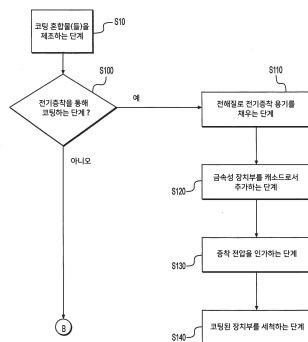 코팅 혼합물(들)을
제조하는 단계
S10
S100
전기증착을 통해
코팅하는 단계 ?
예
아니오
S110
전해질로 전기증착 용기를
채우는 단계
금속성 장치부를 캐소드로서
추가하는 단계
S120
증착 전압을 인가하는 단계
S130
코팅된 장치부를 세척하는 단계
S140
B